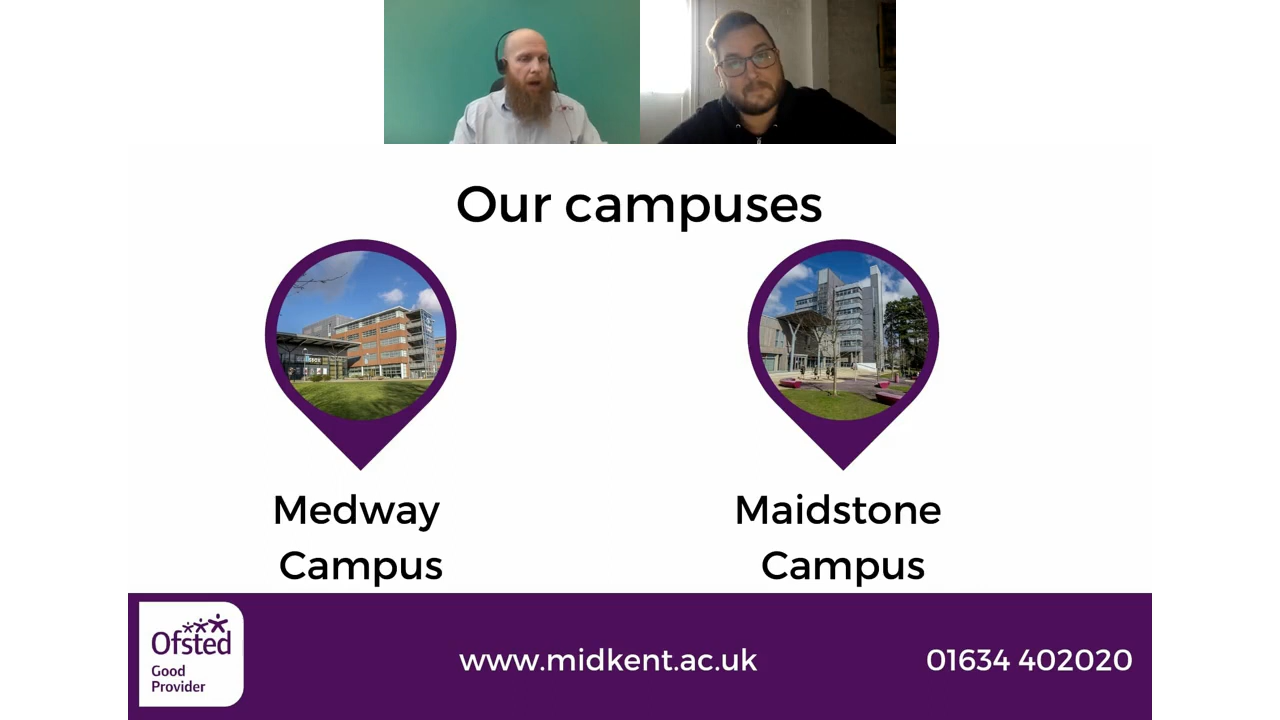 Our campuses
Medway
Campus
Maidstone
Campus
Ofsted
Good
Provider
www.midkent.ac.uk
01634 402020